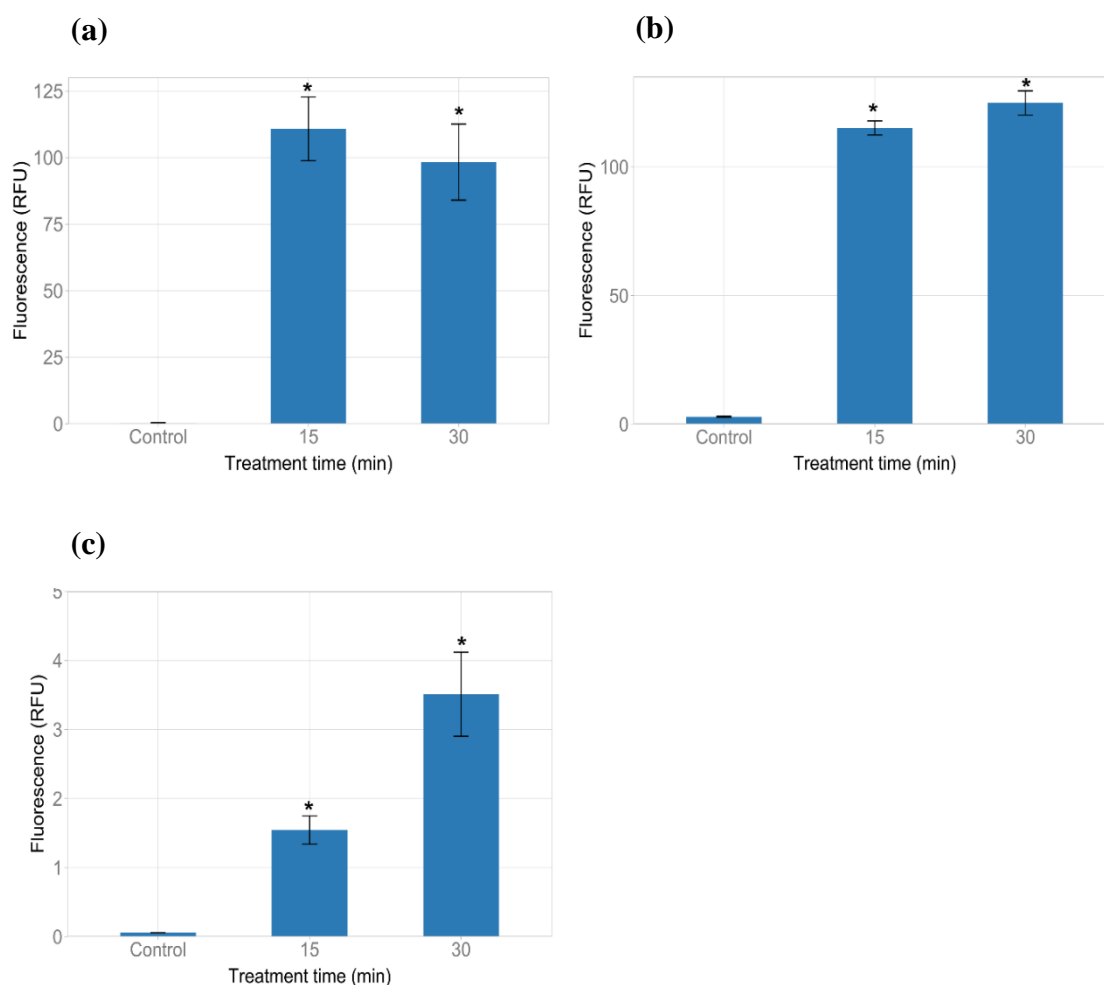 (a)
Fluorescence (RFU)
125
100
75
50
25
0
*
*
Control 15 30
Treatment time (min)
(b)
Fluorescence (RFU)
100
50
0
*
*
Control 15 30
Treatment time (min)
(c)
Fluorescence (RFU)
5
4
3
2
1
0
*
*
Control 15 30
Treatment time (min)